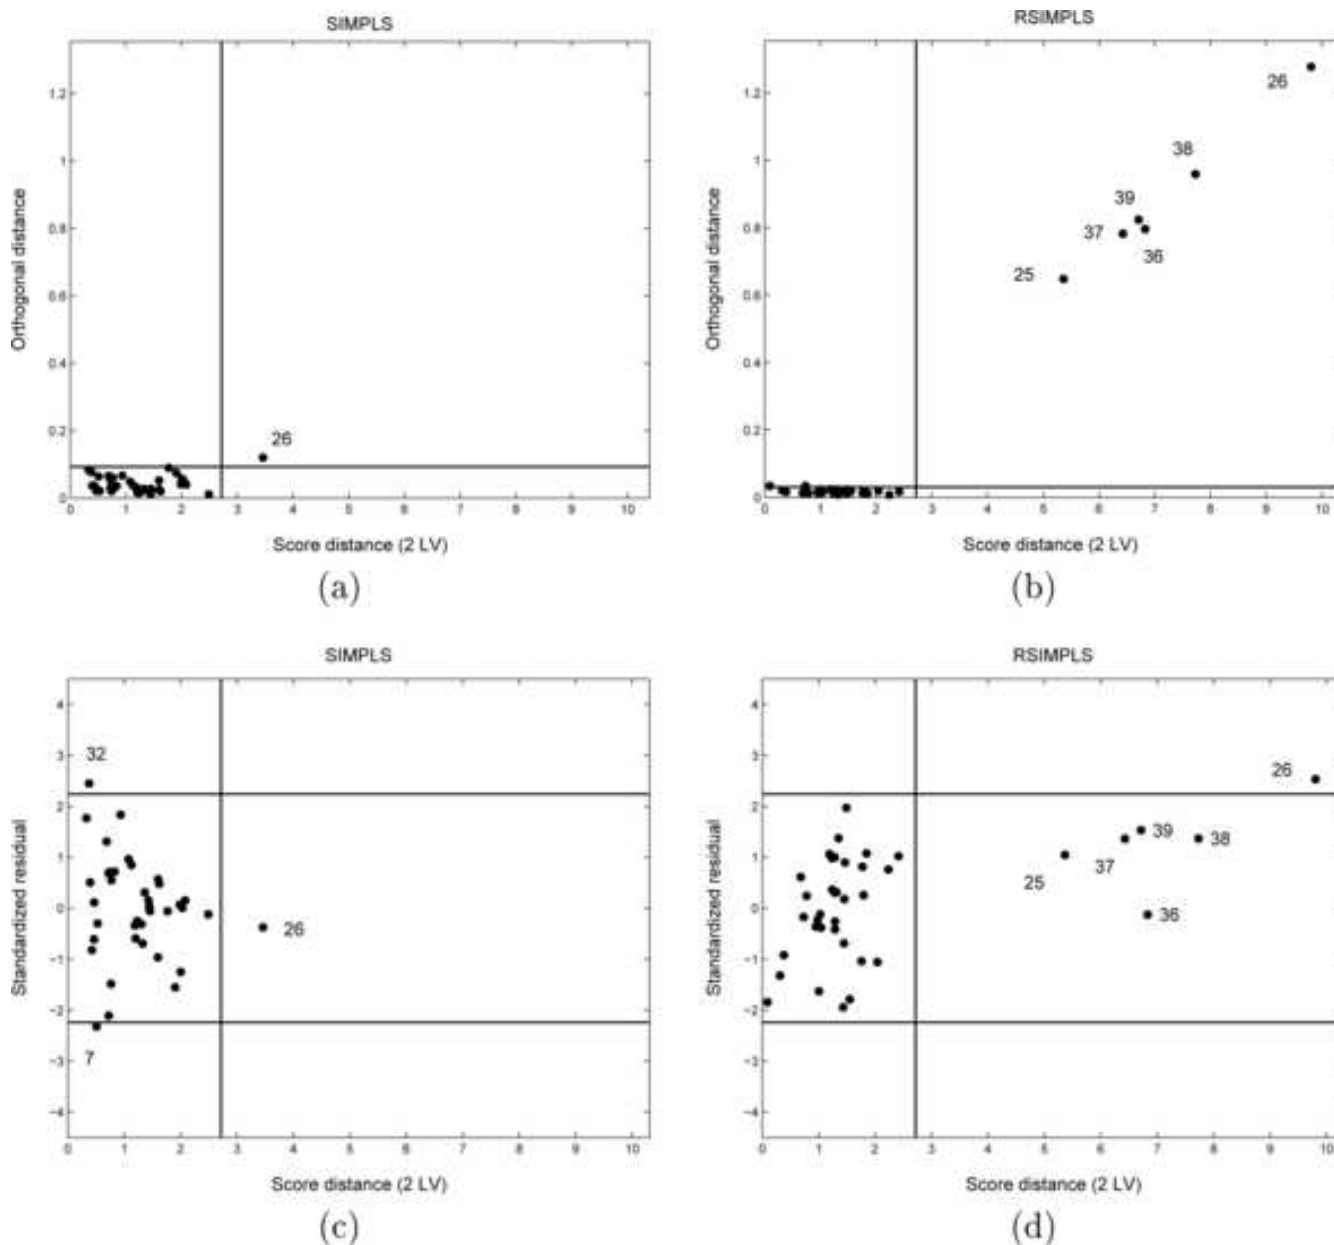 SIMPLS
1.2
1
0.8
0.6
0.4
0.2
0
Orthogonal distance
26
0 1 2 3 4 5 6 7 8 9 10
Score distance (2 LV)
(a)
RSIMPLS
1.2
1
0.8
0.6
0.4
0.2
0
Orthogonal distance
26
38
39
37
36
25
0 1 2 3 4 5 6 7 8 9 10
Score distance (2 LV)
(b)
SIMPLS
4
3
2
1
0
−1
−2
−3
−4
Standardized residual
32
26
7
0 1 2 3 4 5 6 7 8 9 10
Score distance (2 LV)
(c)
RSIMPLS
4
3
2
1
0
−1
−2
−3
−4
Standardized residual
26
39
38
37
25
36
0 1 2 3 4 5 6 7 8 9 10
Score distance (2 LV)
(d)